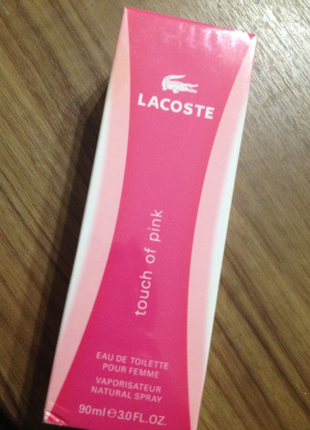 LACOSTE
touch of pink
EAU DE TOILETTE
POUR FEMME
VAPORISATEUR
NATURAL SPRAY
90ml e 3.0 FL.OZ.